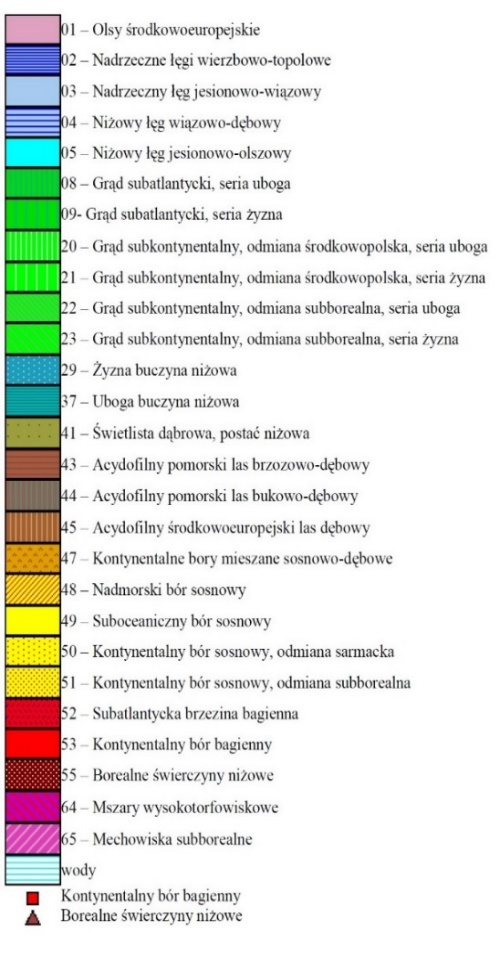 01 – Olsy środkowoeuropejskie
02 – Nadrzeczne łęgi wierzbowo-topolowe
03 – Nadrzeczny łęg jesionowo-wiązowy
04 – Niżowy łęg wiązowo-dębowy
05 – Niżowy łęg jesionowo-olszowy
08 – Grąd subatlantycki, seria uboga
09- Grąd subatlantycki, seria żyzna
20 – Grąd subkontynentalny, odmiana środkowopolska, seria uboga
21 – Grąd subkontynentalny, odmiana środkowopolska, seria żyzna
22 – Grąd subkontynentalny, odmiana subborealna, seria uboga
23 – Grąd subkontynentalny, odmiana subborealna, seria żyzna
29 – Żyzna buczyna niżowa
37 – Uboga buczyna niżowa
41 – Świetlista dąbrowa, postać niżowa
43 – Acydofilny pomorski las brzozowo-dębowy
44 – Acydofilny pomorski las bukowo-dębowy
45 – Acydofilny środkowoeuropejski las dębowy
47 – Kontynentalne bory mieszane sosnowo-dębowe
48 – Nadmorski bór sosnowy
49 – Suboceaniczny bór sosnowy
50 – Kontynentalny bór sosnowy, odmiana sarmacka
51 – Kontynentalny bór sosnowy, odmiana subborealna
52 – Subatlantycka brzezina bagienna
53 – Kontynentalny bór bagienny
55 – Borealne świerczyny niżowe
64 – Mszary wysokotorfowiskowe
65 – Mechowiska subborealne
wody
Kontynentalny bór bagienny
Borealne świerczyny niżowe